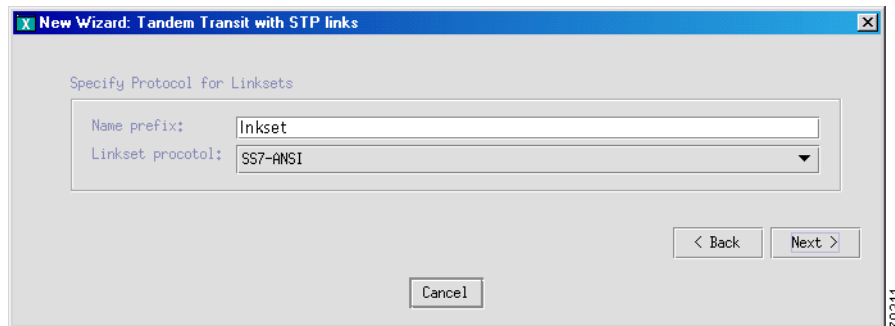 New Wizard: Tandem Transit with STP links
Specify Protocol for Linksets
Name prefix: lnkset
Linkset procotol: SS7-ANSI
< Back Next >
Cancel